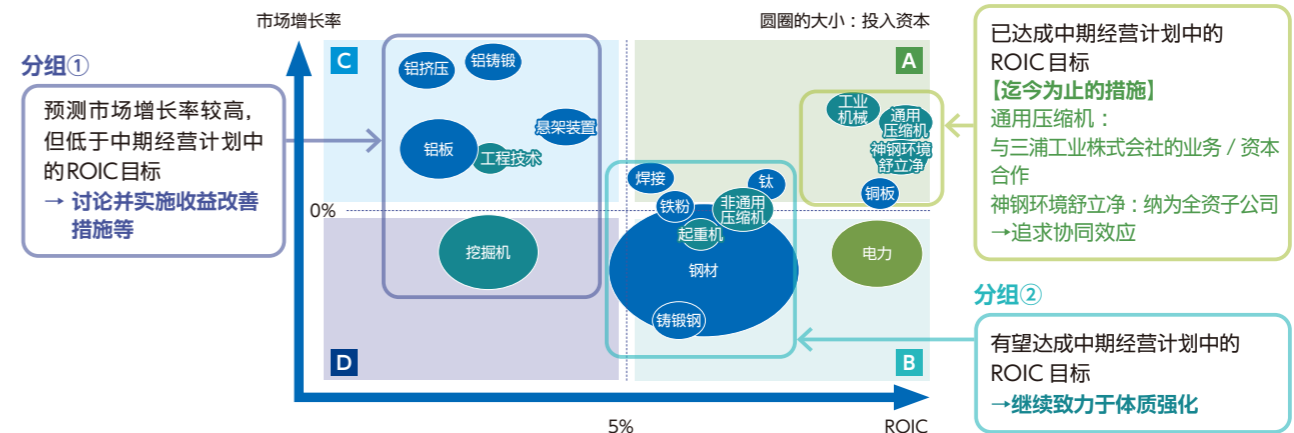 市场增长率
圆圈的大小：投入资本
分组①
预测市场增长率较高，
但低于中期经营计划中
的ROIC目标
→ 讨论并实施收益改善
措施等
C
铝挤压
铝铸锻
悬架装置
铝板
工程技术
0%
挖掘机
D
A
工业
机械
通用
压缩机
神钢环境
舒立净
铜板
焊接
钛
铁粉
非通用
压缩机
起重机
钢材
铸锻钢
电力
B
5%
ROIC
已达成中期经营计划中的
ROIC目标
【迄今为止的措施】
通用压缩机：
与三浦工业株式会社的业务 / 资本
合作
神钢环境舒立净：纳为全资子公司
→追求协同效应
分组②
有望达成中期经营计划中的
ROIC 目标
→继续致力于体质强化